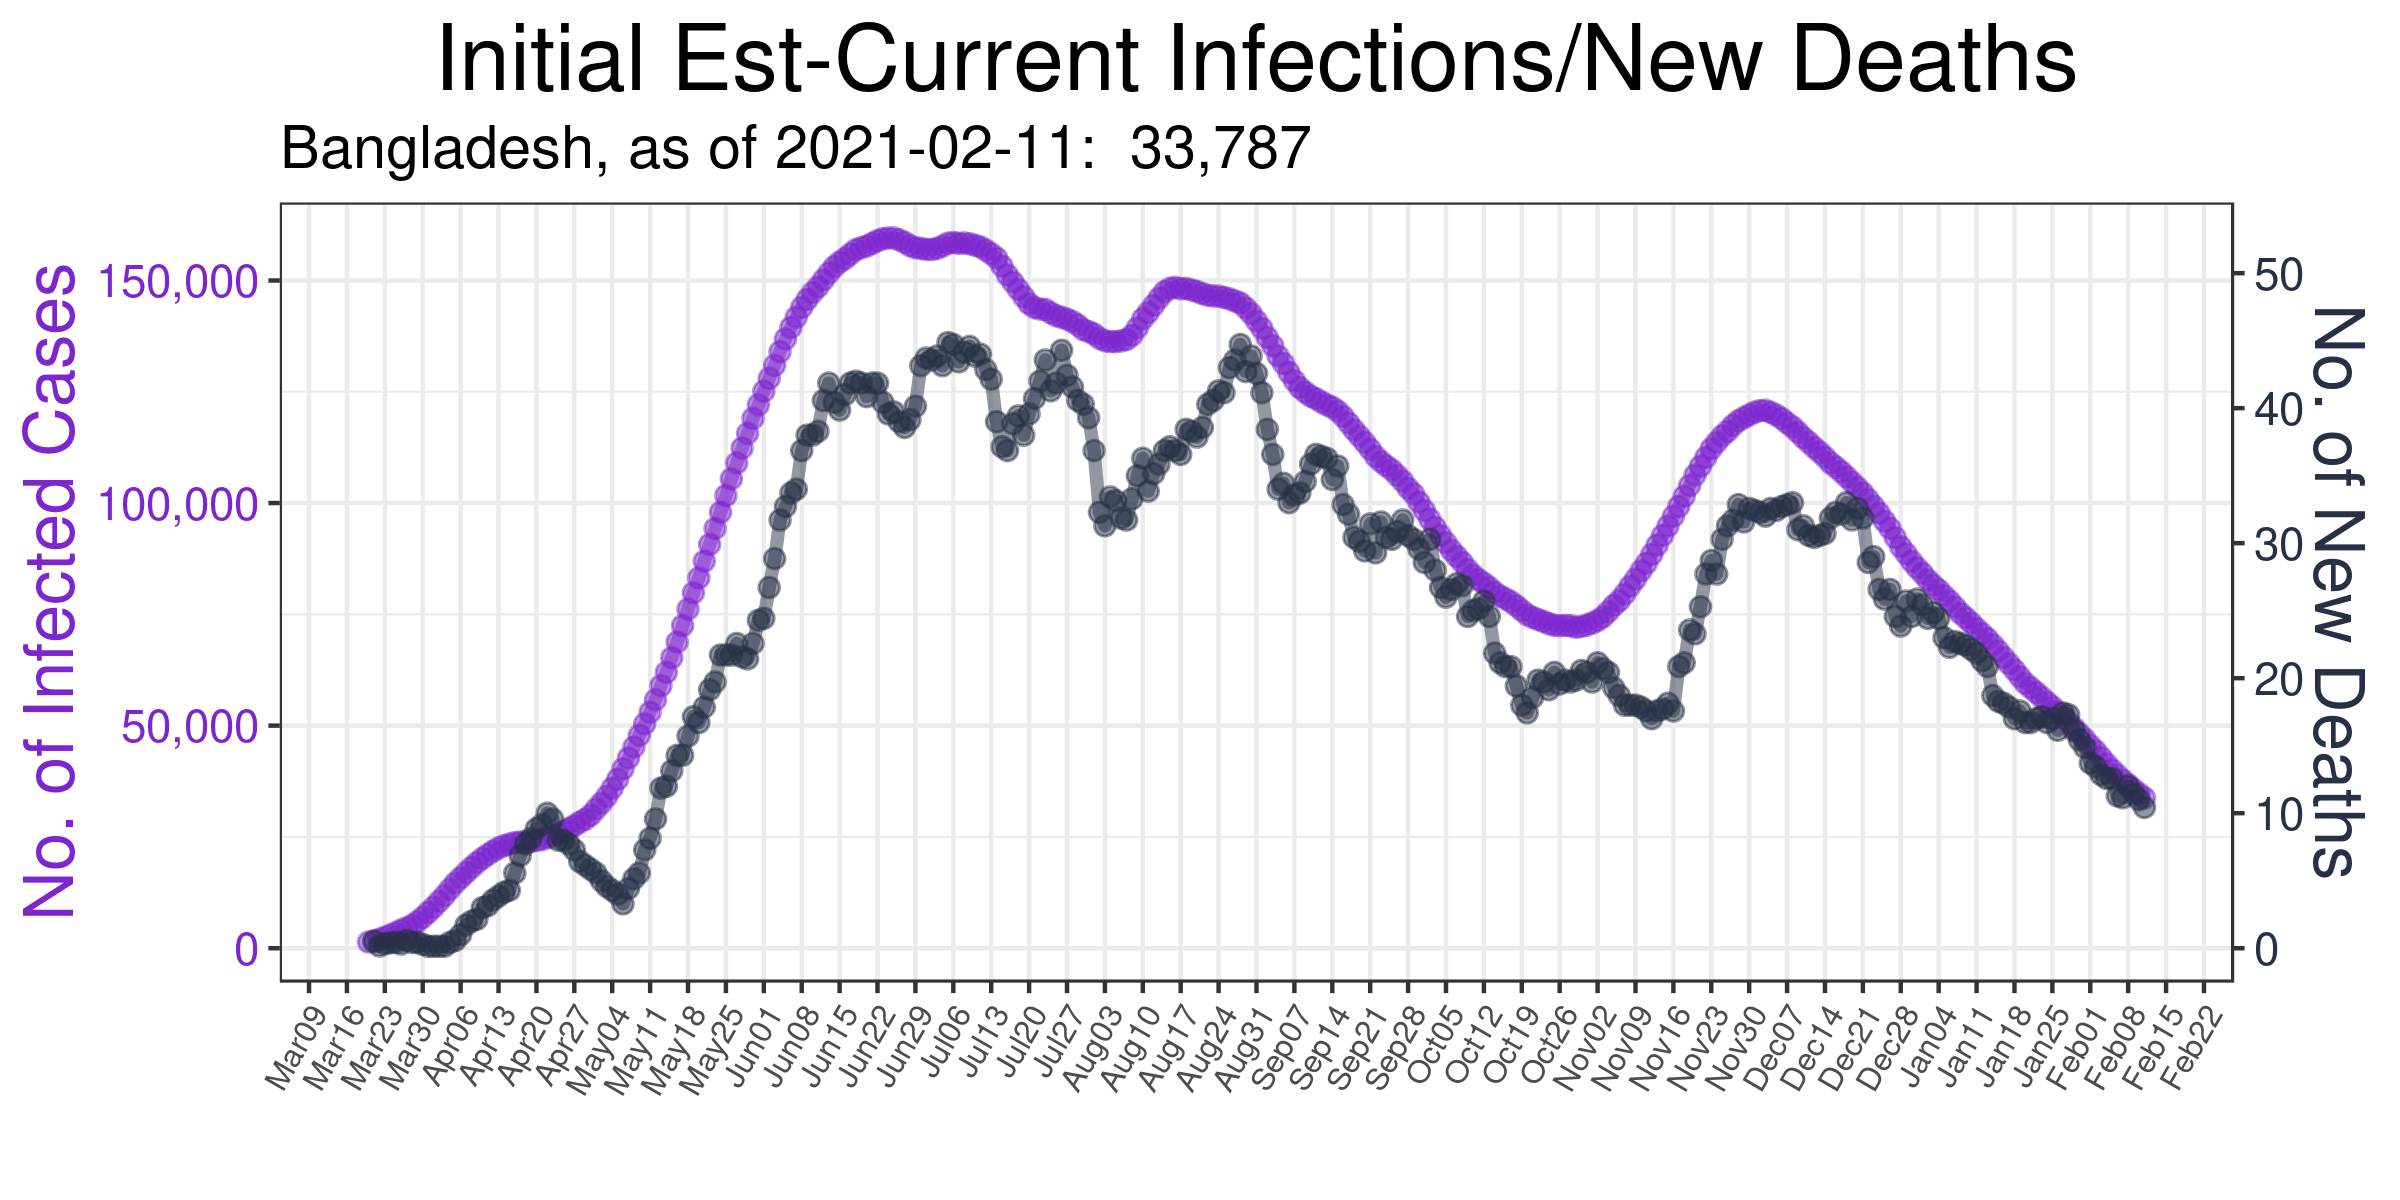 Initial Est-Current Infections/New Deaths
Bangladesh, as of 2021-02-11:  33,787
No. of Infected Cases
150,000
100,000
50,000
0
50
40
30
20
10
0
No. of New Deaths
Mar09
Mar16
Mar23
Mar30
Apr06
Apr13
Apr20
Apr27
May04
May11
May18
May25
Jun01
Jun08
Jun15
Jun22
Jun29
Jul06
Jul13
Jul20
Jul27
Aug03
Aug10
Aug17
Aug24
Aug31
Sep07
Sep14
Sep21
Sep28
Oct05
Oct12
Oct19
Oct26
Nov02
Nov09
Nov16
Nov23
Nov30
Dec07
Dec14
Dec21
Dec28
Jan04
Jan11
Jan18
Jan25
Feb01
Feb08
Feb15
Feb22